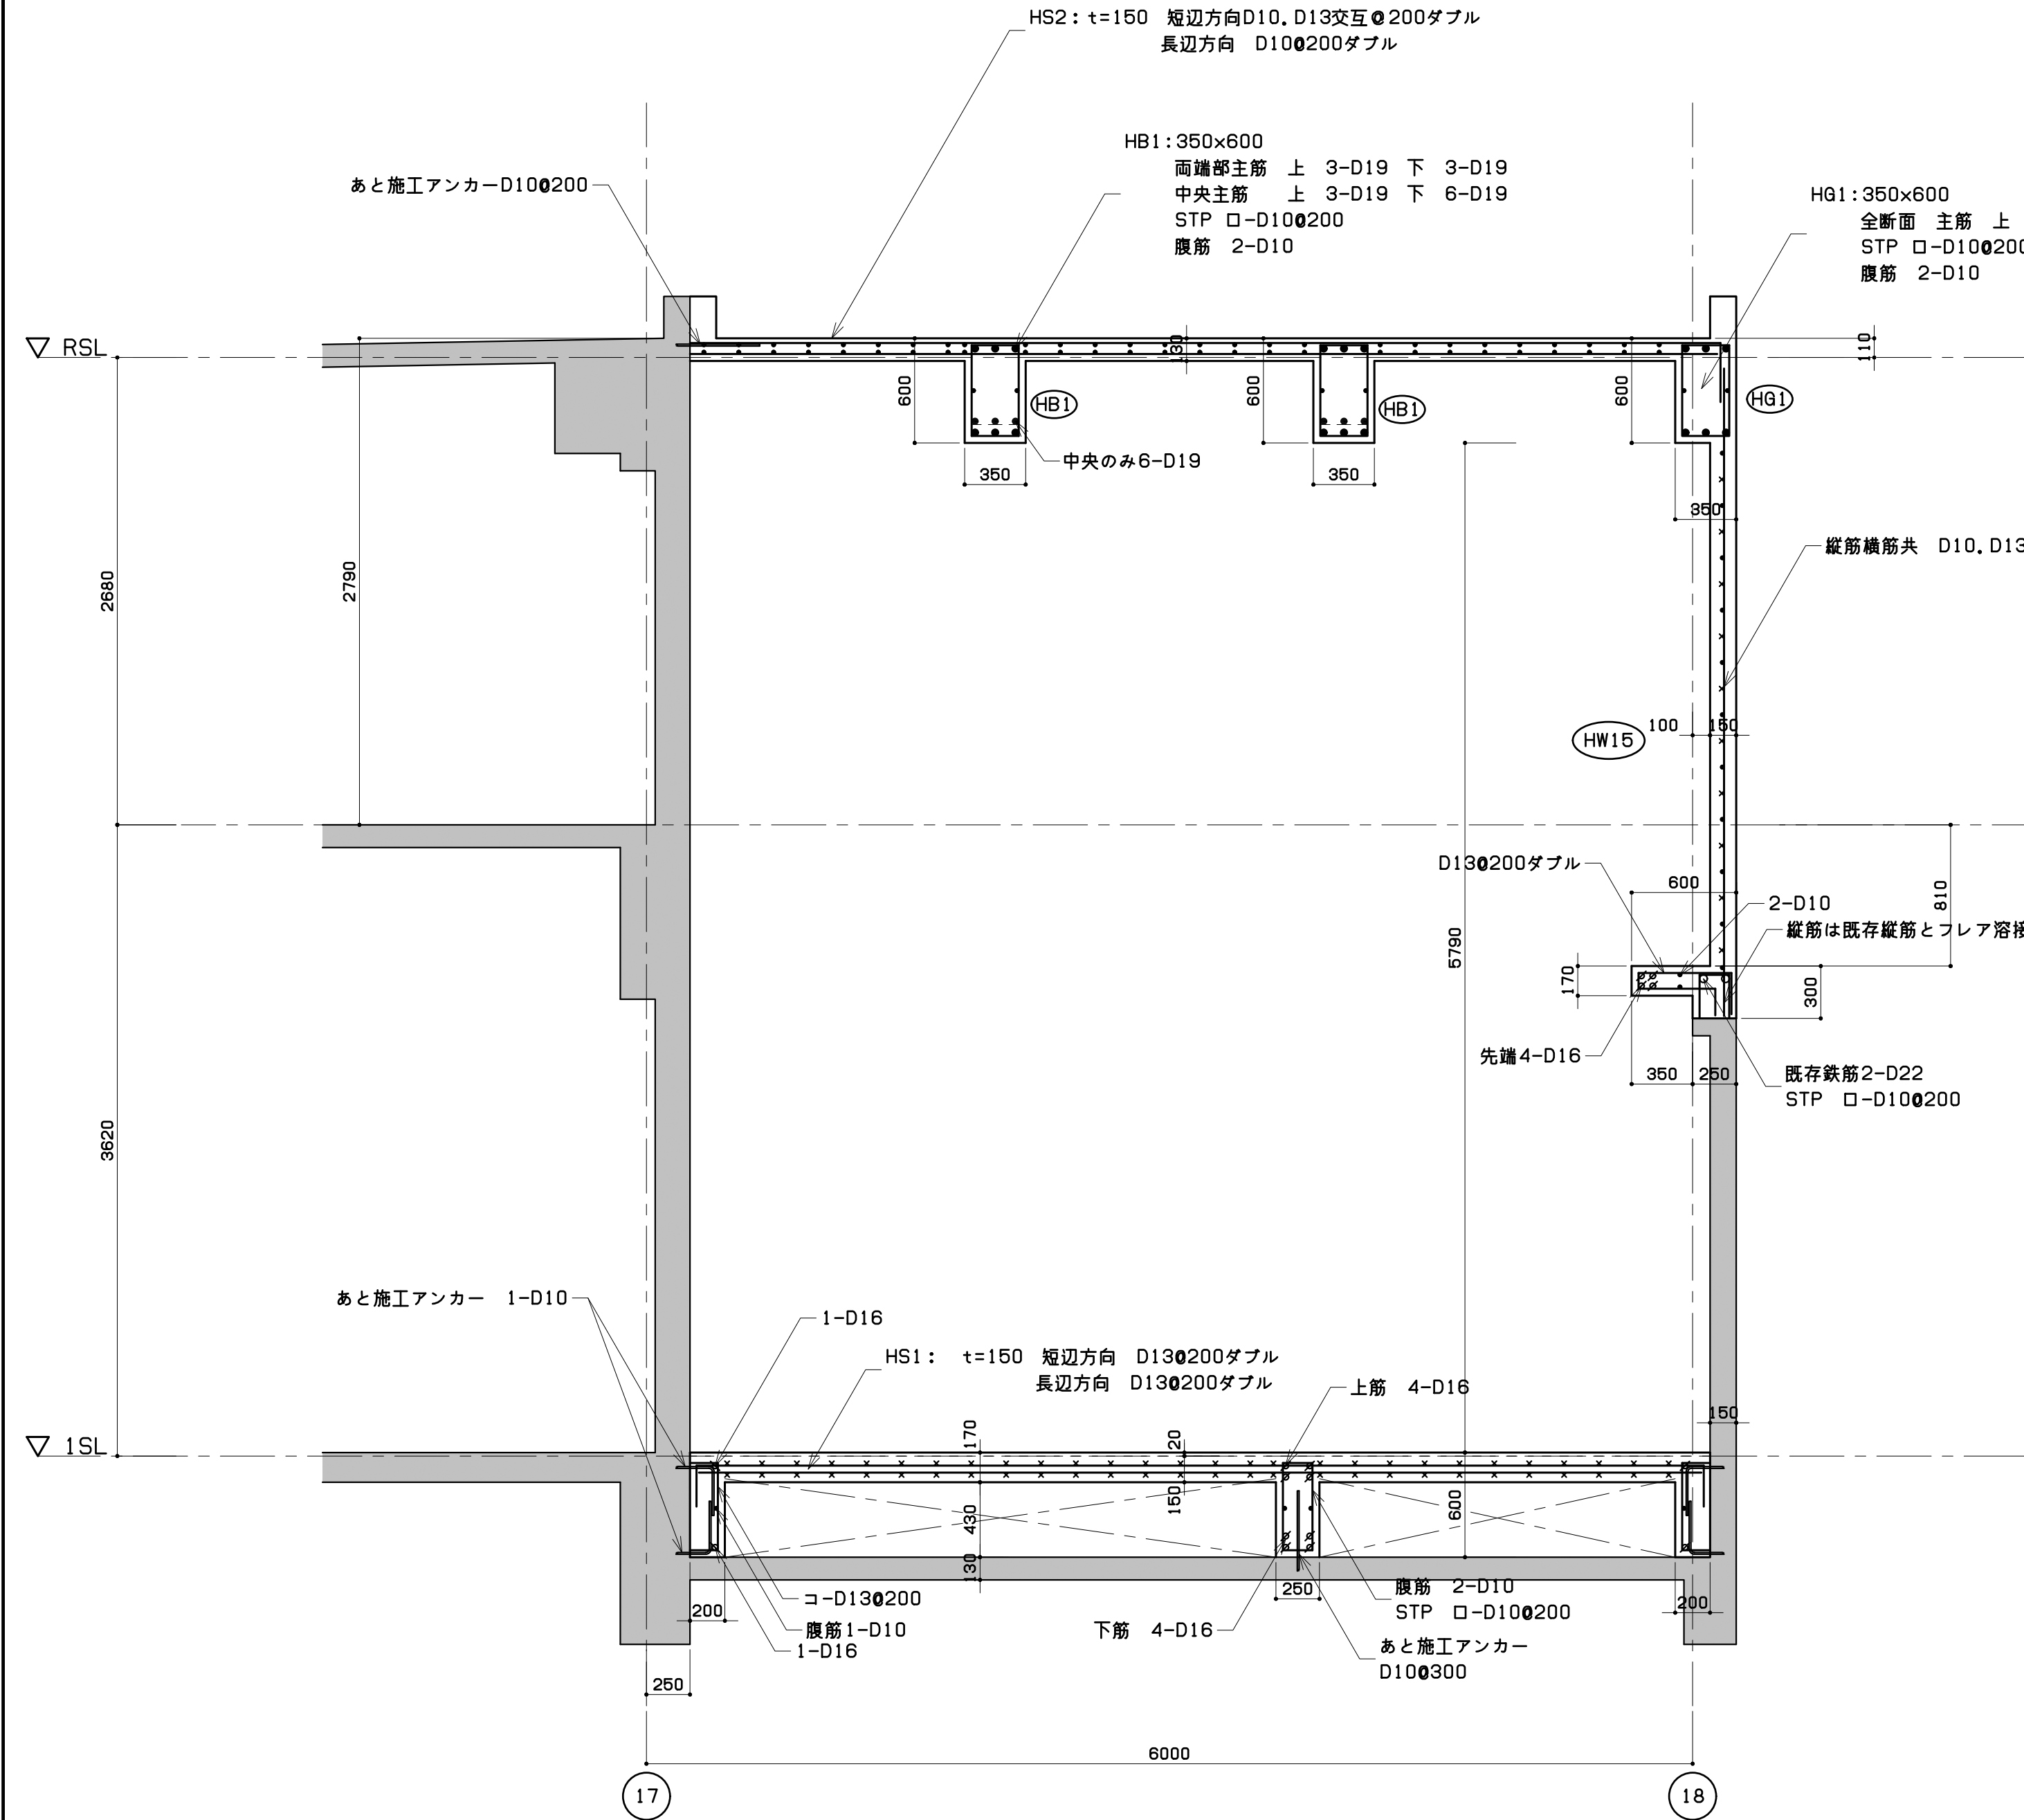 HS2：t=150　短辺方向D10．D13交互@200ダブル
長辺方向　D10@200ダブル
HB1：350×600
両端部主筋　上　3-D19　下　3-D19
中央主筋　　上　3-D19　下　6-D19
STP　ロ-D10@200
腹筋　2-D10
あと施工アンカーD10@200
HG1：350×600
全断面　主筋　上
STP　ロ-D10@200
腹筋　2-D10
RSL
130
110
600
HB1
600
HB1
600
HG1
中央のみ6-D19
350
350
350
縦筋横筋共　D10．D13
2680
2790
100
150
HW15
D13@200ダブル
600
810
2-D10
縦筋は既存縦筋とフレア溶接
5790
170
300
先端4-D16
350
250
既存鉄筋2-D22
STP　ロ-D10@200
3620
あと施工アンカー　1-D10
1-D16
HS1：　t=150　短辺方向　D13@200ダブル
長辺方向　D13@200ダブル
上筋　4-D16
150
1SL
170
20
150
430
600
130
コ-D13@200
200
腹筋1-D10
1-D16
250
腹筋　2-D10
STP　ロ-D10@200
200
下筋　4-D16
あと施工アンカー
D10@300
250
6000
17
18